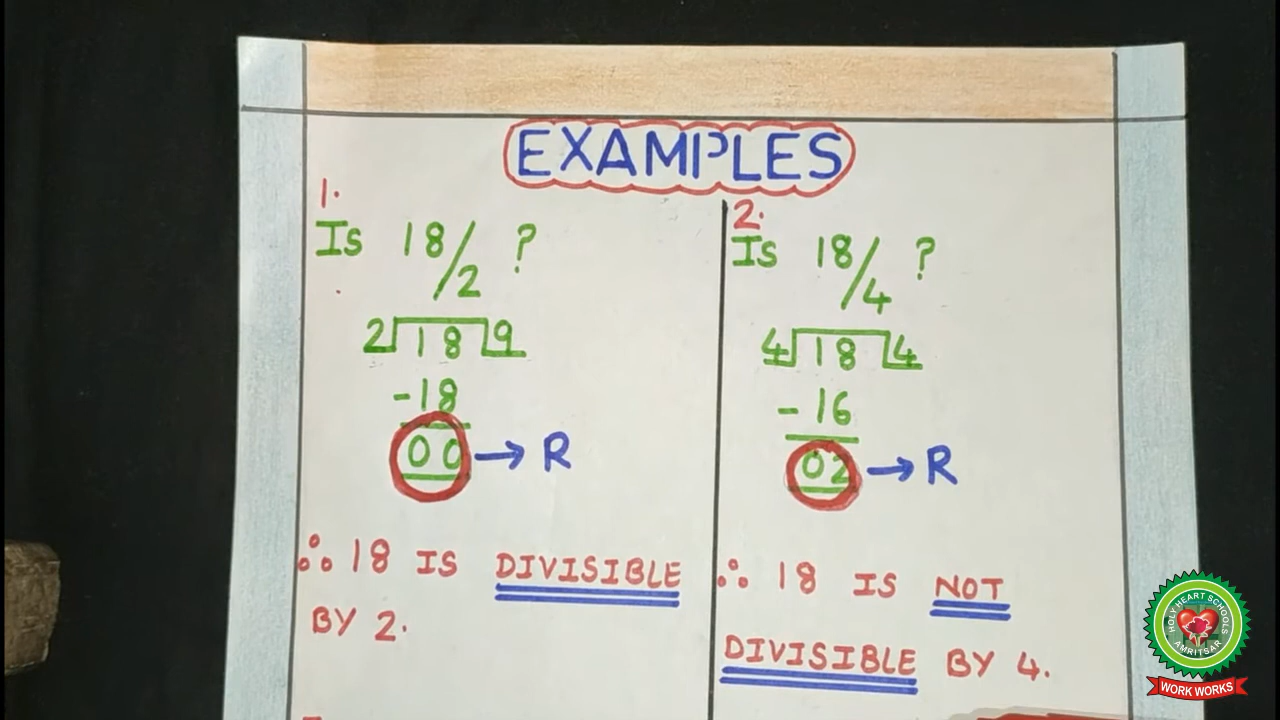 EXAMPLES
1.
Is 18/2 ?
2 18 9
-18
00 → R
∴ 18 IS DIVISIBLE
BY 2.
2.
Is 18/4 ?
4 18 4
- 16
02 → R
∴ 18 IS NOT
DIVISIBLE BY 4.
HOLY HEART SCHOOLS
AMRITSAR
WORK WORKS